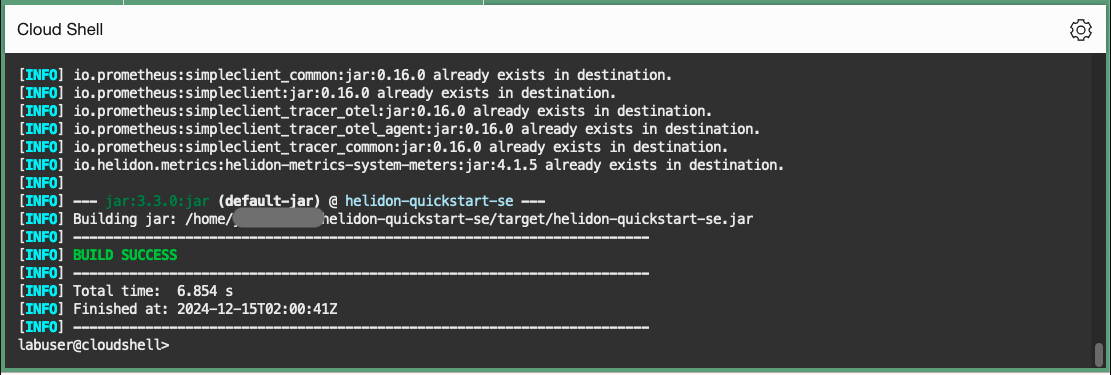 Cloud Shell
[INFO] io.prometheus:simpleclient_common:jar:0.16.0 already exists in destination.
[INFO] io.prometheus:simpleclient:jar:0.16.0 already exists in destination.
[INFO] io.prometheus:simpleclient_tracer_otel:jar:0.16.0 already exists in destination.
[INFO] io.prometheus:simpleclient_tracer_otel_agent:jar:0.16.0 already exists in destination.
[INFO] io.prometheus:simpleclient_tracer_common:jar:0.16.0 already exists in destination.
[INFO] io.helidon.metrics:helidon-metrics-system-meters:jar:4.1.5 already exists in destination.
[INFO]
[INFO] --- jar:3.3.0:jar (default-jar) @ helidon-quickstart-se ---
[INFO] Building jar: /home/ helidon-quickstart-se/target/helidon-quickstart-se.jar
[INFO] ------------------------------------------------------------------------
[INFO] BUILD SUCCESS
[INFO] ------------------------------------------------------------------------
[INFO] Total time:  6.854 s
[INFO] Finished at: 2024-12-15T02:00:41Z
[INFO] ------------------------------------------------------------------------
labuser@cloudshell>